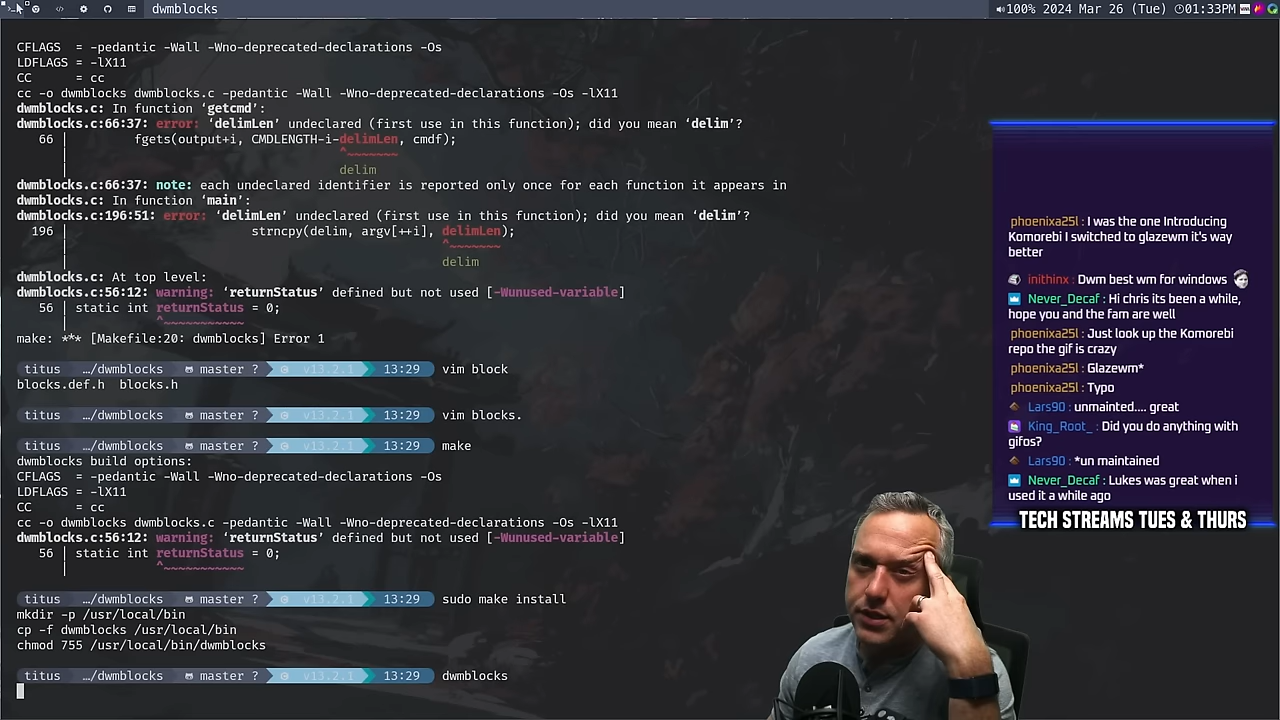 dwmblocks
100% 2024 Mar 26 (Tue) 01:33PM
CFLAGS = -pedantic -Wall -Wno-deprecated-declarations -Os
LDFLAGS = -lX11
CC = cc
cc -o dwmblocks dwmblocks.c -pedantic -Wall -Wno-deprecated-declarations -Os -lX11
dwmblocks.c: In function ‘getcmd’:
dwmblocks.c:66:37: error: ‘delimLen’ undeclared (first use in this function); did you mean ‘delim’?
66 | fgets(output+i, CMDLENGTH-i-delimLen, cmdf);
| ^~~~~~~~
| delim
dwmblocks.c:66:37: note: each undeclared identifier is reported only once for each function it appears in
dwmblocks.c: In function ‘main’:
dwmblocks.c:196:51: error: ‘delimLen’ undeclared (first use in this function); did you mean ‘delim’?
196 | strncpy(delim, argv[++i], delimLen);
| ^~~~~~~~
| delim
dwmblocks.c: At top level:
dwmblocks.c:56:12: warning: ‘returnStatus’ defined but not used [-Wunused-variable]
56 | static int returnStatus = 0;
| ^~~~~~~~~~~~
make: *** [Makefile:20: dwmblocks] Error 1
titus …/dwmblocks master ? v13.2.1 13:29 vim block
blocks.def.h blocks.h
titus …/dwmblocks master ? v13.2.1 13:29 vim blocks.
titus …/dwmblocks master ? v13.2.1 13:29 make
dwmblocks build options:
CFLAGS = -pedantic -Wall -Wno-deprecated-declarations -Os
LDFLAGS = -lX11
CC = cc
cc -o dwmblocks dwmblocks.c -pedantic -Wall -Wno-deprecated-declarations -Os -lX11
dwmblocks.c:56:12: warning: ‘returnStatus’ defined but not used [-Wunused-variable]
56 | static int returnStatus = 0;
| ^~~~~~~~~~~~
titus …/dwmblocks master ? v13.2.1 13:29 sudo make install
mkdir -p /usr/local/bin
cp -f dwmblocks /usr/local/bin
chmod 755 /usr/local/bin/dwmblocks
titus …/dwmblocks master ? v13.2.1 13:29 dwmblocks
phoenixa25l : I was the one Introducing
Komorebi I switched to glazewm it's way
better
inithinx : Dwm best wm for windows
Never_Decaf : Hi chris its been a while,
hope you and the fam are well
phoenixa25l : Just look up the Komorebi
repo the gif is crazy
phoenixa25l : Glazewm*
phoenixa25l : Typo
Lars90 : unmainted.... great
King_Root_ : Did you do anything with
gifos?
Lars90 : *un maintained
Never_Decaf : Lukes was great when i
used it a while ago
TECH STREAMS TUES & THURS